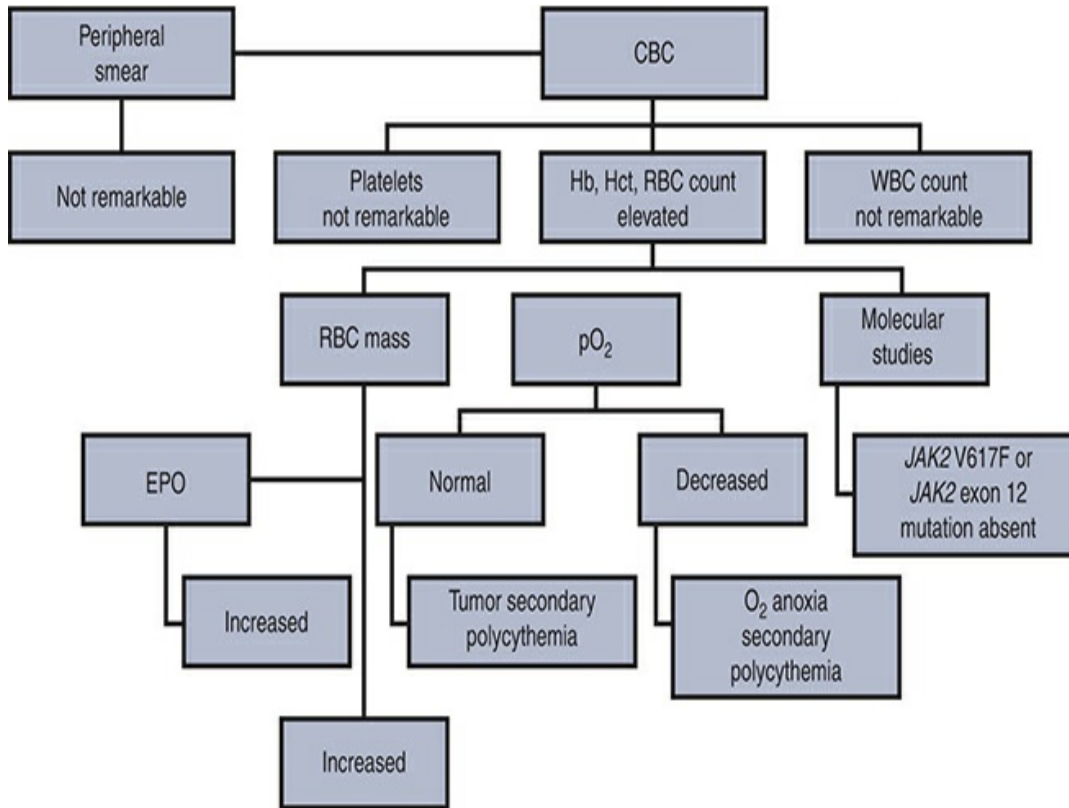 Peripheral
smear
CBC
Not remarkable
Platelets
not remarkable
Hb, Hct, RBC count
elevated
WBC count
not remarkable
RBC mass
pO₂
Molecular
studies
EPO
Normal
Decreased
JAK2 V617F or
JAK2 exon 12
mutation absent
Increased
Tumor secondary
polycythemia
O₂ anoxia
secondary
polycythemia
Increased